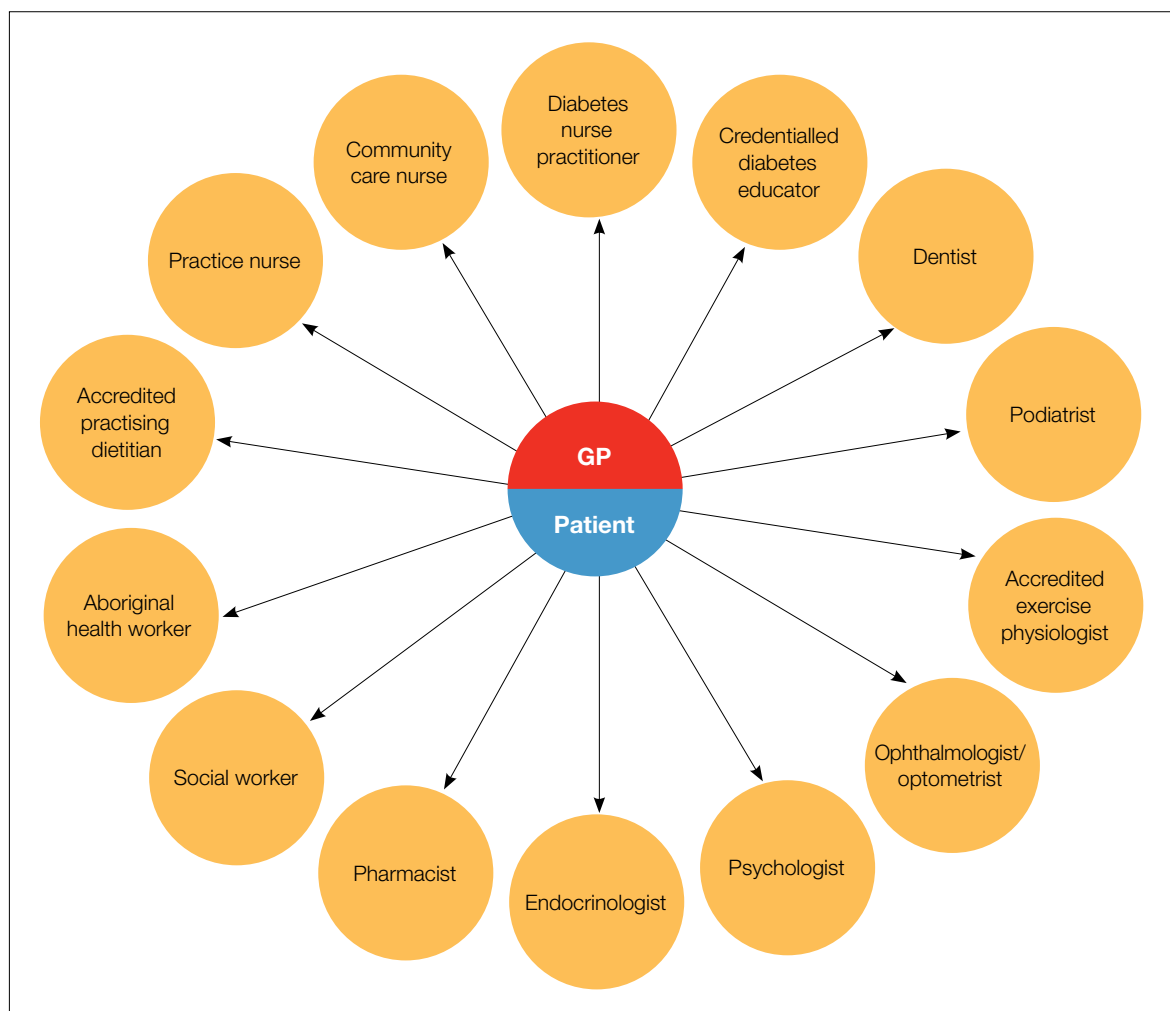 Diabetes
nurse
practitioner
Credentialled
diabetes
educator
Dentist
Podiatrist
Accredited
exercise
physiologist
Ophthalmologist/
optometrist
Psychologist
Endocrinologist
Pharmacist
Social worker
Aboriginal
health worker
Accredited
practising
dietitian
Practice nurse
Community
care nurse
GP
Patient